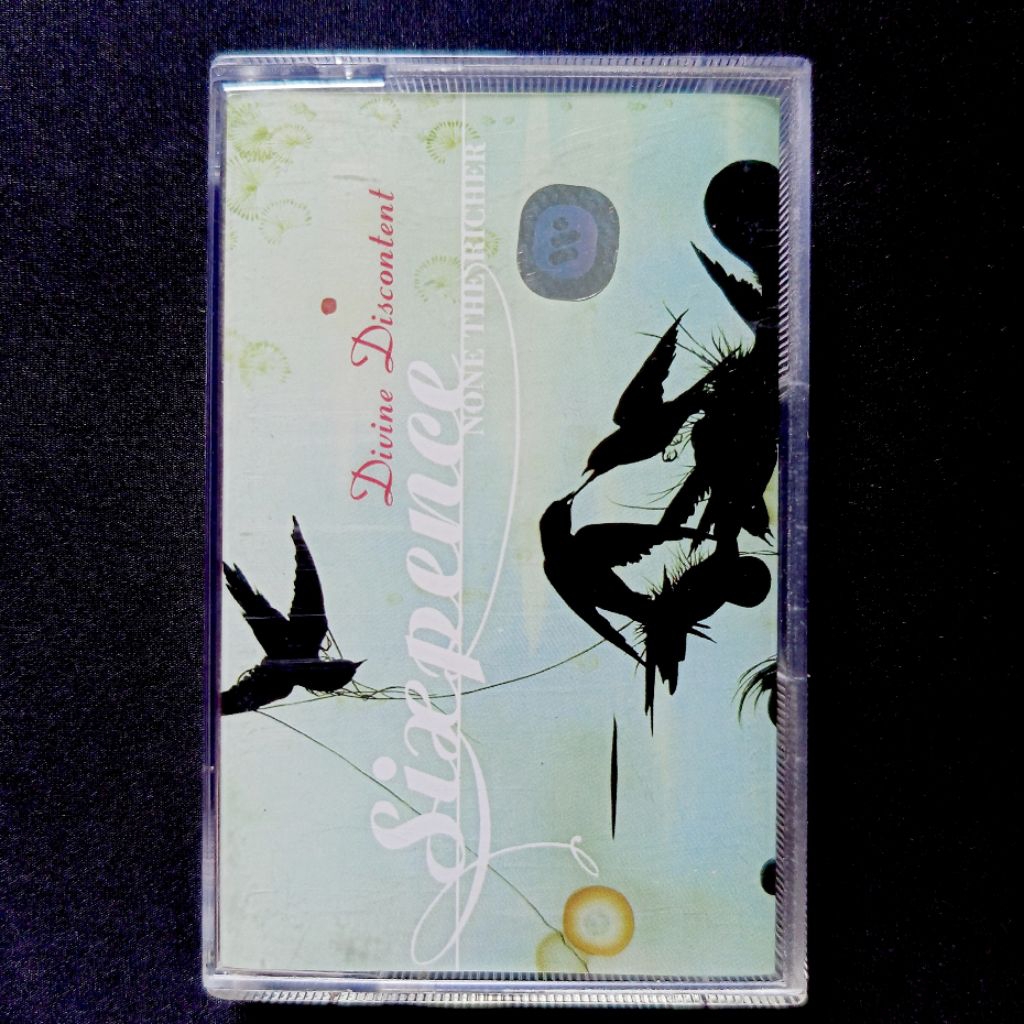 Divine Discontent
Sixpence
NONE THE RICHER